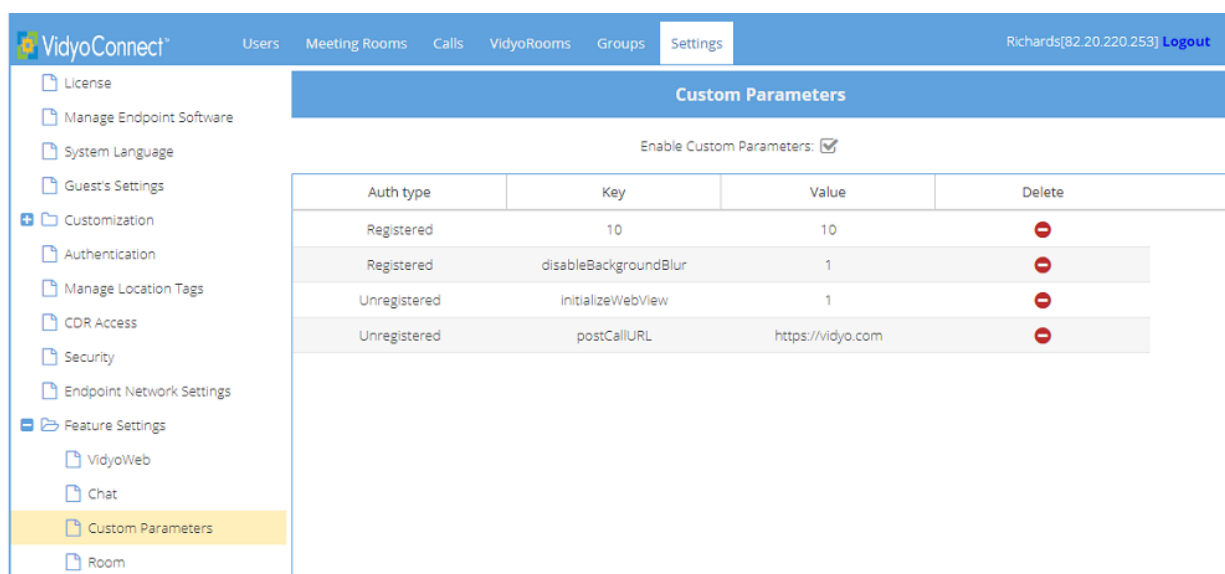 VidyoConnect™ Users Meeting Rooms Calls VidyoRooms Groups Settings Richards[82.20.220.253] Logout
License
Manage Endpoint Software
System Language
Guest's Settings
Customization
Authentication
Manage Location Tags
CDR Access
Security
Endpoint Network Settings
Feature Settings
VidyoWeb
Chat
Custom Parameters
Room
Custom Parameters
Enable Custom Parameters:
Auth type Key Value Delete
Registered 10 10
Registered disableBackgroundBlur 1
Unregistered initializeWebView 1
Unregistered postCallURL https://vidyo.com